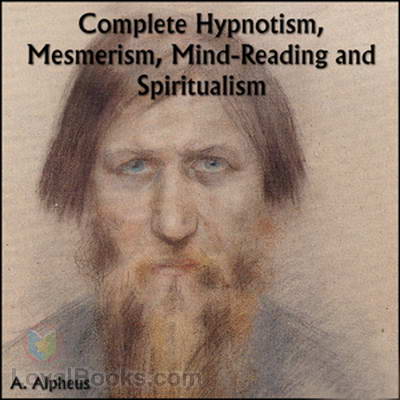 Complete Hypnotism,
Mesmerism, Mind-Reading and
Spiritualism
LoyalBooks.com
A. Alpheus